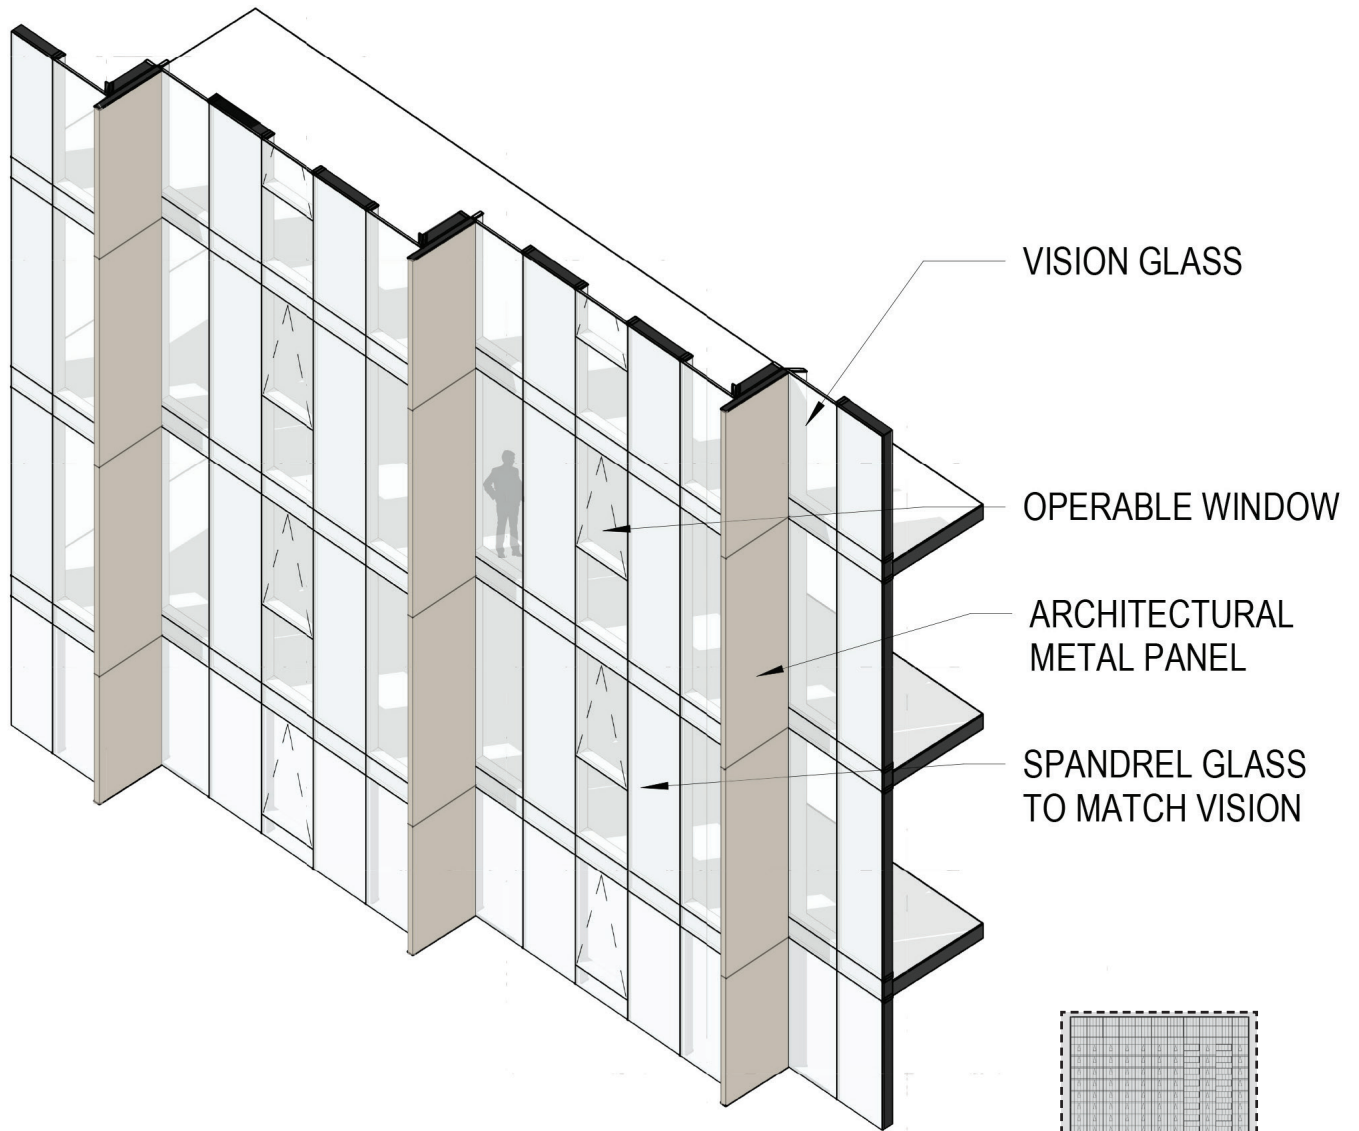 VISION GLASS
OPERABLE WINDOW
ARCHITECTURAL
METAL PANEL
SPANDREL GLASS
TO MATCH VISION